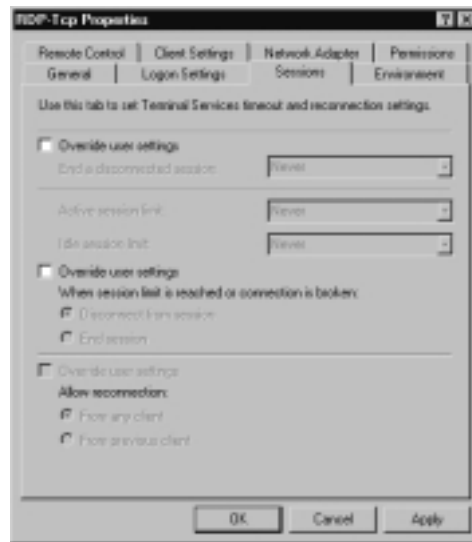 RDP-Tcp Properties
Remote Control Client Settings Network Adapter Permissions
General Logon Settings Sessions Environment
Use this tab to set Terminal Services timeout and reconnection settings.
Override user settings
End a disconnected session: Never
Active session limit: Never
Idle session limit: Never
Override user settings
When session limit is reached or connection is broken:
Disconnect from session
End session
Override user settings
Allow reconnection:
From any client
From previous client
OK Cancel Apply